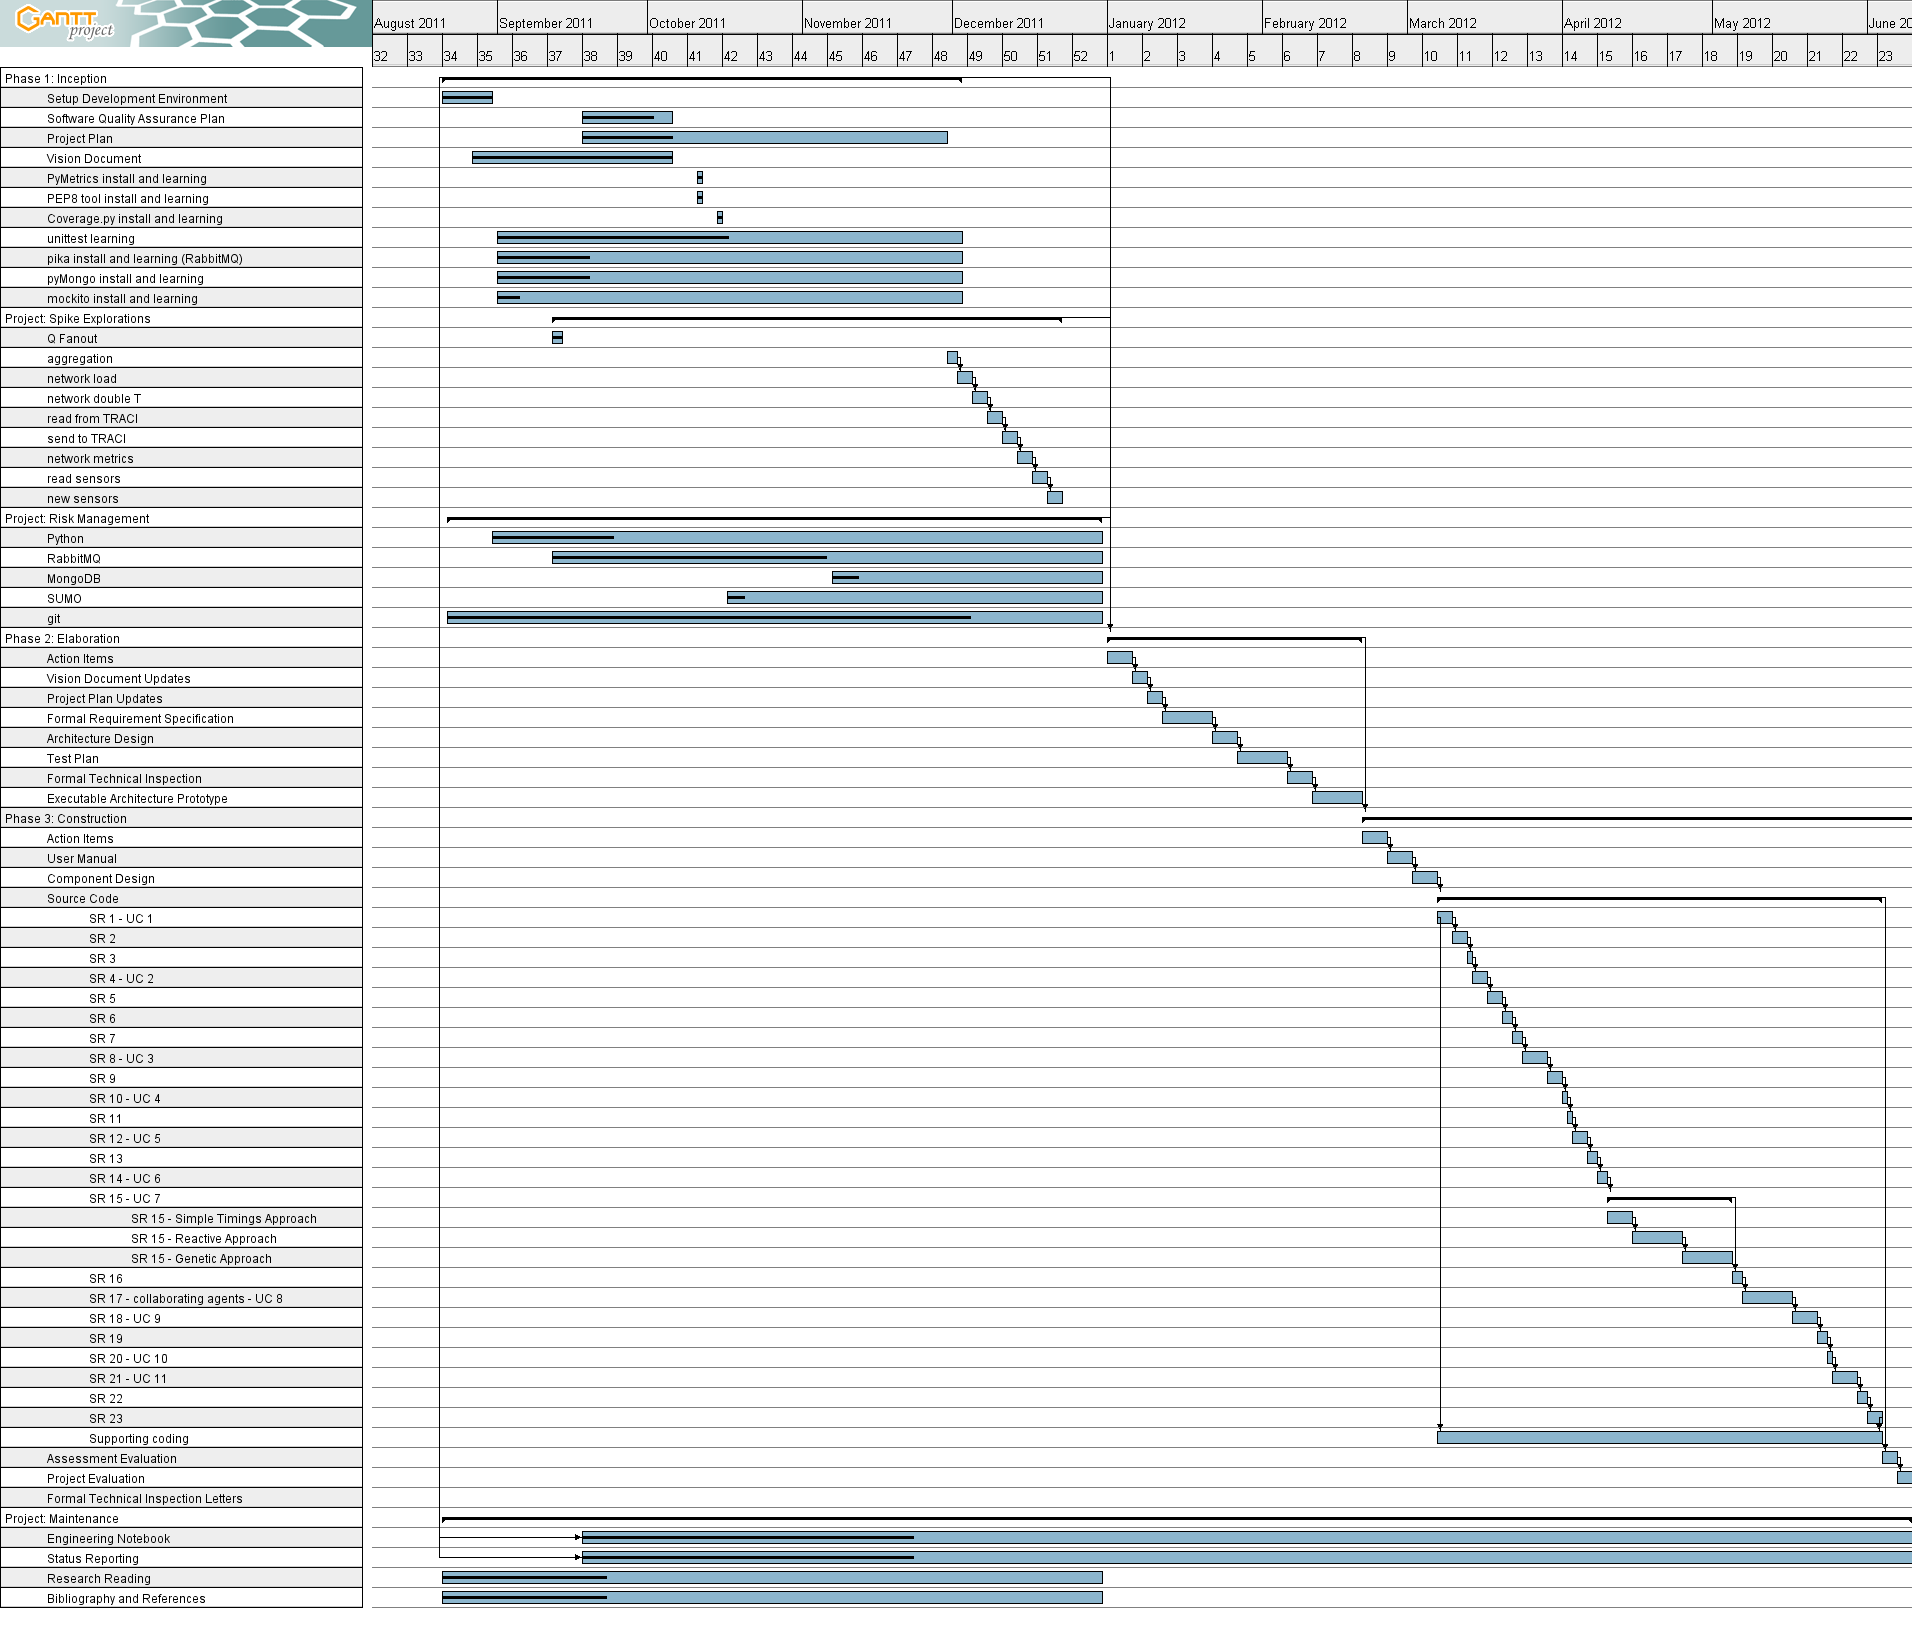 GANTT
project
August 2011 September 2011 October 2011 November 2011 December 2011 January 2012 February 2012 March 2012 April 2012 May 2012 June 20
32 33 34 35 36 37 38 39 40 41 42 43 44 45 46 47 48 49 50 51 52 1 2 3 4 5 6 7 8 9 10 11 12 13 14 15 16 17 18 19 20 21 22 23
Phase 1: Inception
Setup Development Environment
Software Quality Assurance Plan
Project Plan
Vision Document
PyMetrics install and learning
PEP8 tool install and learning
Coverage.py install and learning
unittest learning
pika install and learning (RabbitMQ)
pyMongo install and learning
mockito install and learning
Project: Spike Explorations
Q Fanout
aggregation
network load
network double T
read from TRACI
send to TRACI
network metrics
read sensors
new sensors
Project: Risk Management
Python
RabbitMQ
MongoDB
SUMO
git
Phase 2: Elaboration
Action Items
Vision Document Updates
Project Plan Updates
Formal Requirement Specification
Architecture Design
Test Plan
Formal Technical Inspection
Executable Architecture Prototype
Phase 3: Construction
Action Items
User Manual
Component Design
Source Code
SR 1 - UC 1
SR 2
SR 3
SR 4 - UC 2
SR 5
SR 6
SR 7
SR 8 - UC 3
SR 9
SR 10 - UC 4
SR 11
SR 12 - UC 5
SR 13
SR 14 - UC 6
SR 15 - UC 7
SR 15 - Simple Timings Approach
SR 15 - Reactive Approach
SR 15 - Genetic Approach
SR 16
SR 17 - collaborating agents - UC 8
SR 18 - UC 9
SR 19
SR 20 - UC 10
SR 21 - UC 11
SR 22
SR 23
Supporting coding
Assessment Evaluation
Project Evaluation
Formal Technical Inspection Letters
Project: Maintenance
Engineering Notebook
Status Reporting
Research Reading
Bibliography and References